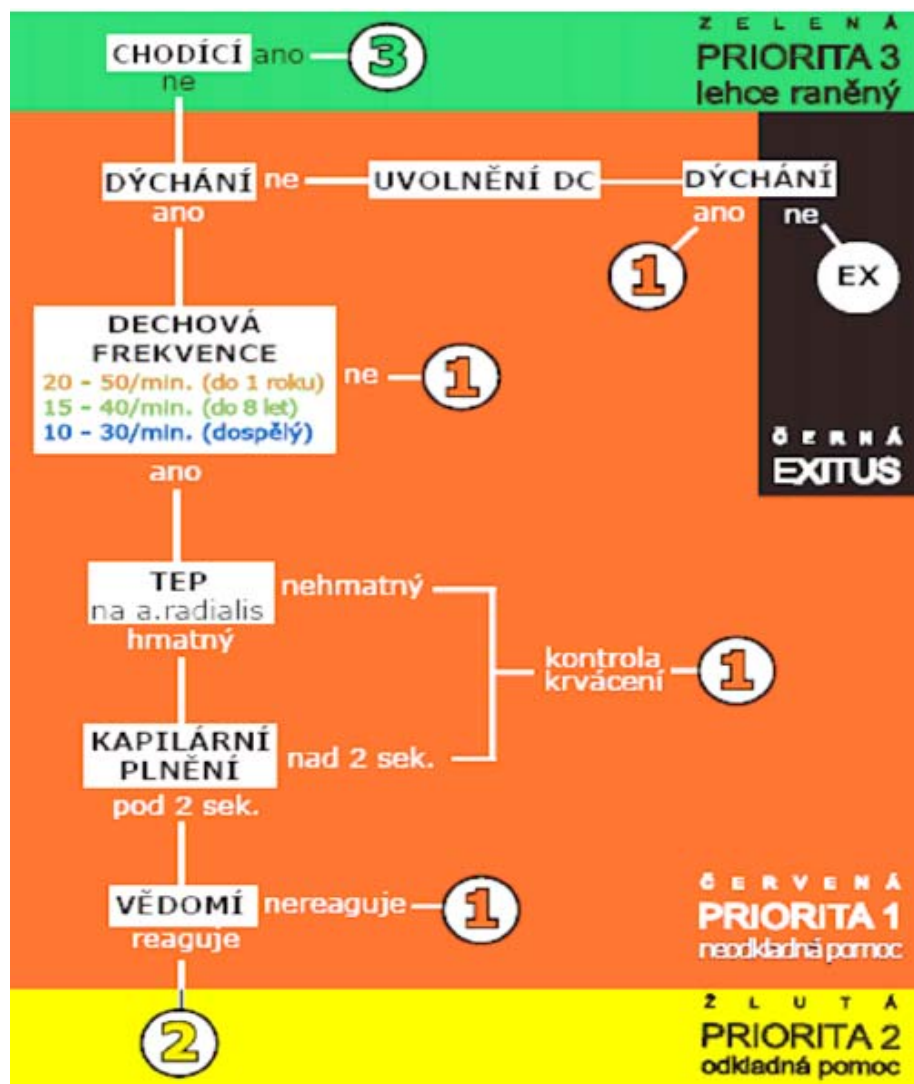 CHODÍCÍ ano 3
ne
Z E L E N Á
PRIORITA 3
lehce raněný
DÝCHÁNÍ ne UVOLNĚNÍ DC DÝCHÁNÍ
ano
ano ne
1 EX
DECHOVÁ
FREKVENCE
20 - 50/min. (do 1 roku)
15 - 40/min. (do 8 let)
10 - 30/min. (dospělý)
ne 1
ano
Č E R N Á
EXITUS
TEP
na a.radialis
nehmatný
hmatný
kontrola
krvácení
1
KAPILÁRNÍ
PLNĚNÍ
nad 2 sek.
pod 2 sek.
VĚDOMÍ nereaguje 1
reaguje
Č E R V E N Á
PRIORITA 1
neodkladná pomoc
2
Ž L U T Á
PRIORITA 2
odkladná pomoc